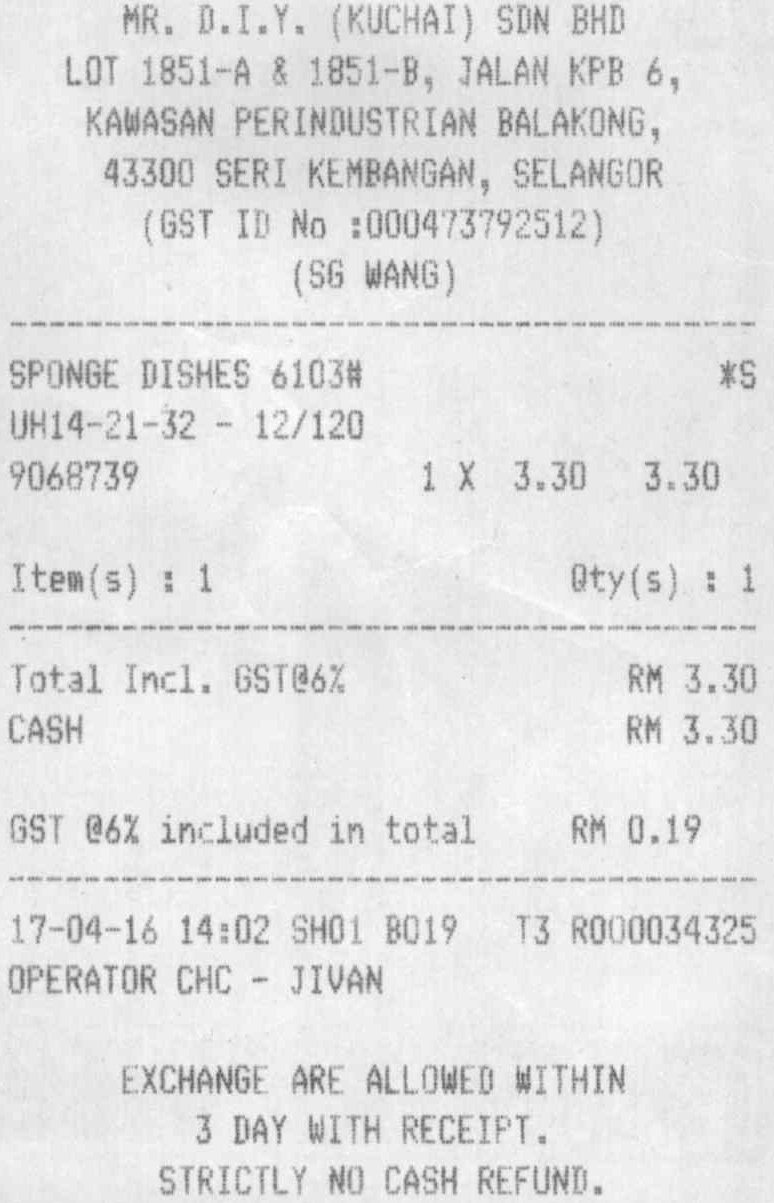 MR. D.I.Y. (KUCHAI) SDN BHD
LOT 1851-A & 1851-B, JALAN KPB 6,
KAWASAN PERINDUSTRIAN BALAKONG,
43300 SERI KEMBANGAN, SELANGOR
(GST ID No :000473792512)
(SG WANG)
SPONGE DISHES 6103# *S
UH14-21-32 - 12/120
9068739 1 X 3.30 3.30
Item(s) : 1 Qty(s) : 1
Total Incl. GST@6% RM 3.30
CASH RM 3.30
GST @6% included in total RM 0.19
17-04-16 14:02 SH01 B019 T3 R000034325
OPERATOR CHC - JIVAN
EXCHANGE ARE ALLOWED WITHIN
3 DAY WITH RECEIPT.
STRICTLY NO CASH REFUND.